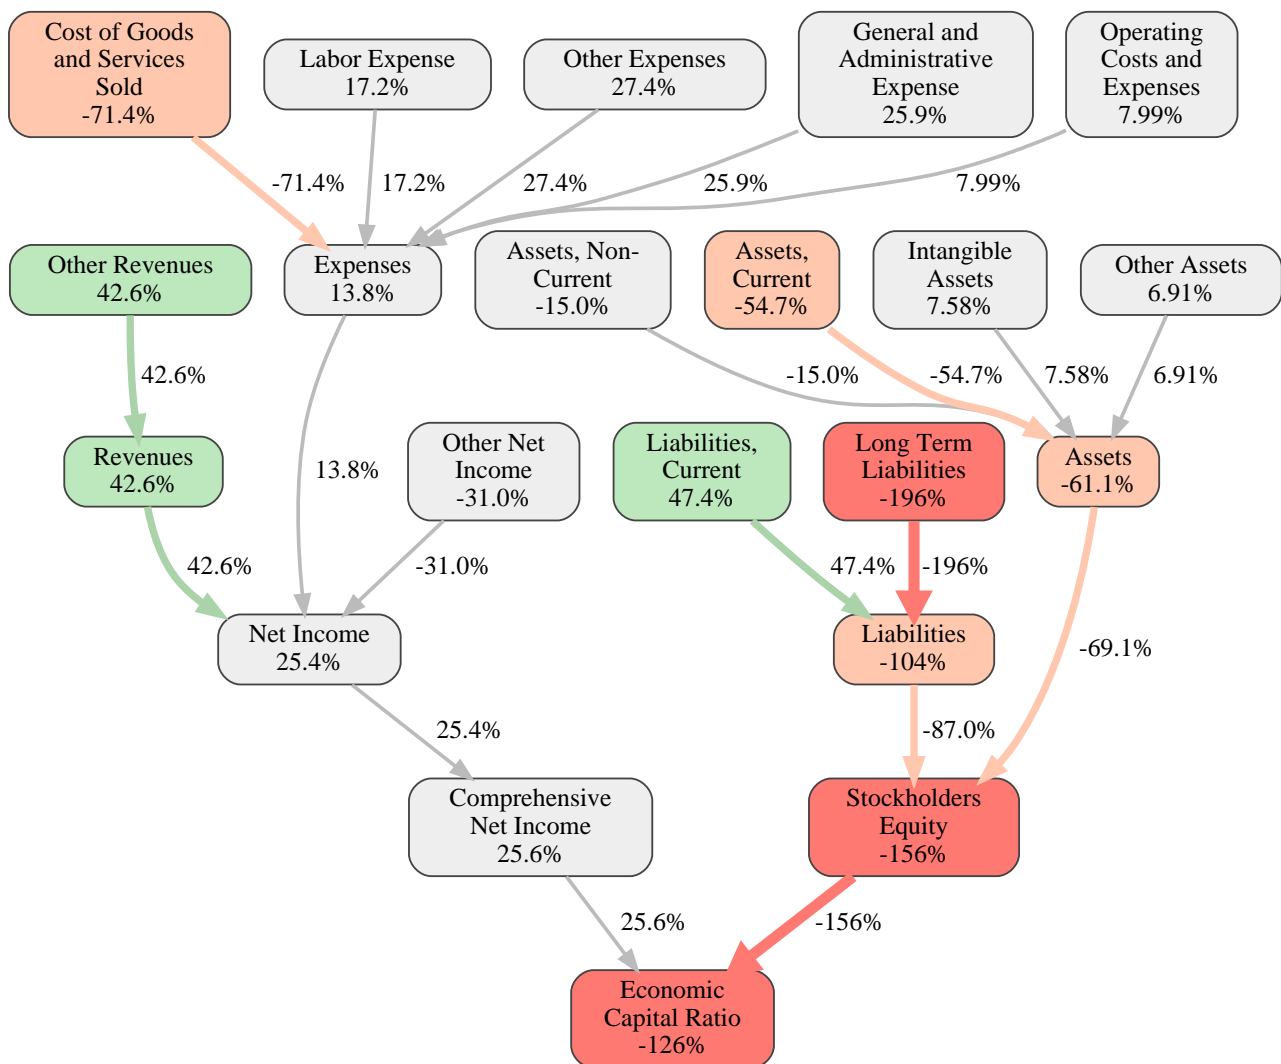 Cost of Goods
and Services
Sold
-71.4%
Labor Expense
17.2%
Other Expenses
27.4%
General and
Administrative
Expense
25.9%
Operating
Costs and
Expenses
7.99%
-71.4%
17.2%
27.4%
25.9%
7.99%
Other Revenues
42.6%
Expenses
13.8%
Assets, Non-
Current
-15.0%
Assets,
Current
-54.7%
Intangible
Assets
7.58%
Other Assets
6.91%
42.6%
-15.0%
-54.7%
7.58%
6.91%
Revenues
42.6%
13.8%
Other Net
Income
-31.0%
Liabilities,
Current
47.4%
Long Term
Liabilities
-196%
Assets
-61.1%
42.6%
-31.0%
47.4%
-196%
Net Income
25.4%
Liabilities
-104%
-69.1%
25.4%
-87.0%
Comprehensive
Net Income
25.6%
Stockholders
Equity
-156%
25.6%
-156%
Economic
Capital Ratio
-126%